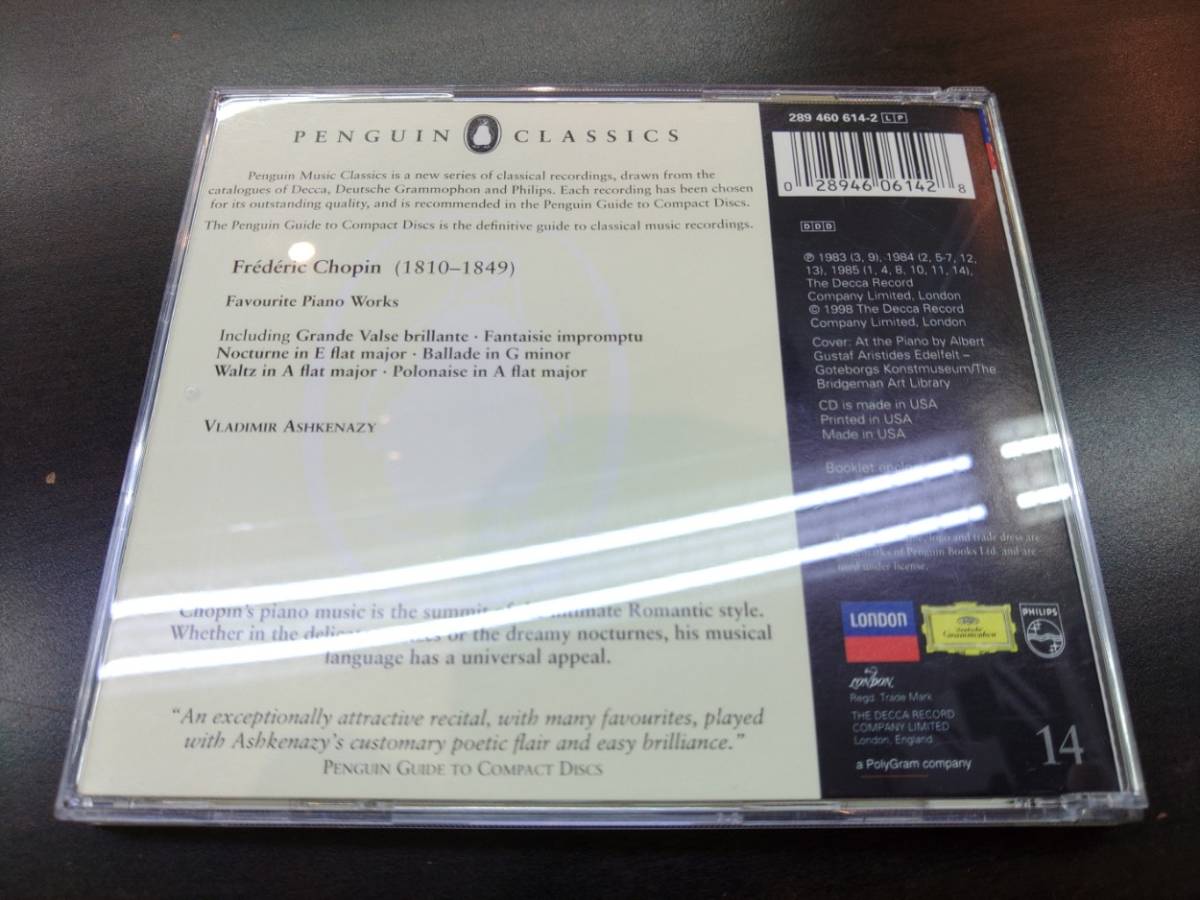 PENGUIN CLASSICS
Penguin Music Classics is a new series of classical recordings, drawn from the
catalogues of Decca, Deutsche Grammophon and Philips. Each recording has been chosen
for its outstanding quality, and is recommended in the Penguin Guide to Compact Discs.
The Penguin Guide to Compact Discs is the definitive guide to classical music recordings.
Frédéric Chopin (1810–1849)
Favourite Piano Works
Including Grande Valse brillante · Fantaisie impromptu
Nocturne in E flat major · Ballade in G minor
Waltz in A flat major · Polonaise in A flat major
VLADIMIR ASHKENAZY
Chopin's piano music is the summit of intimate Romantic style.
Whether in the or the dreamy nocturnes, his musical
language has a universal appeal.
"An exceptionally attractive recital, with many favourites, played
with Ashkenazy's customary poetic flair and easy brilliance."
PENGUIN GUIDE TO COMPACT DISCS
289 460 614-2 LP
0 28946 06142 8
DDD
℗ 1983 (3, 9), 1984 (2, 5-7, 12,
13), 1985 (1, 4, 8, 10, 11, 14),
The Decca Record
Company Limited, London
© 1998 The Decca Record
Company Limited, London
Cover: At the Piano by Albert
Gustaf Aristides Edelfelt –
Goteborgs Konstmuseum/The
Bridgeman Art Library
CD is made in USA
Printed in USA
Made in USA
Booklet
logo and trade dress are
of Penguin Books Ltd. and are
used under license.
LONDON
Deutsche
Grammophon
PHILIPS
LONDON
Regd. Trade Mark
THE DECCA RECORD
COMPANY LIMITED
London, England
a PolyGram company
14